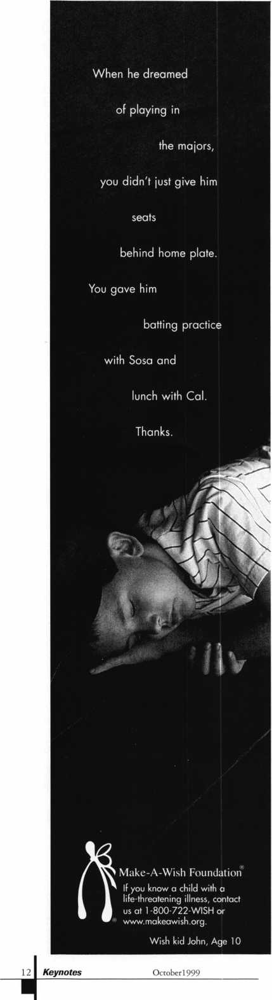 When he dreamed
of playing in
the majors,
you didn't just give him
seats
behind home plate.
You gave him
batting practice
with Sosa and
lunch with Cal.
Thanks.
Make-A-Wish Foundation®
If you know a child with a
life-threatening illness, contact
us at 1-800-722-WISH or
® www.makeawish.org.
Wish kid John, Age 10
12 Keynotes October1999